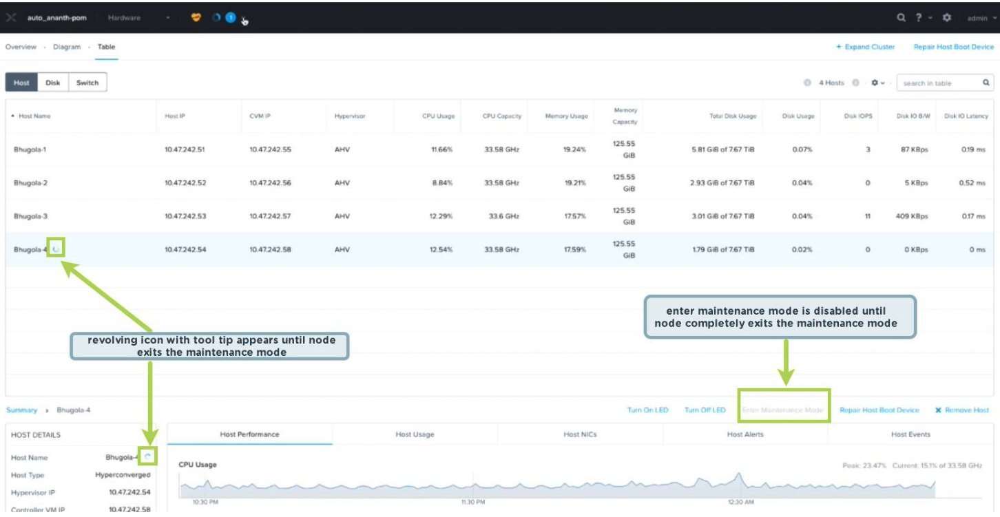 auto_ananth-pom Hardware 1 ? admin
Overview · Diagram · Table + Expand Cluster Repair Host Boot Device
Host Disk Switch 4 Hosts search in table
Host Name Host IP CVM IP Hypervisor CPU Usage CPU Capacity Memory Usage Memory Capacity Total Disk Usage Disk Usage Disk IOPS Disk IO B/W Disk IO Latency
Bhugola-1 10.47.242.51 10.47.242.55 AHV 11.66% 33.58 GHz 19.24% 125.55 GiB 5.81 GiB of 7.67 TiB 0.07% 3 87 KBps 0.19 ms
Bhugola-2 10.47.242.52 10.47.242.56 AHV 8.84% 33.58 GHz 19.21% 125.55 GiB 2.93 GiB of 7.67 TiB 0.04% 0 5 KBps 0.52 ms
Bhugola-3 10.47.242.53 10.47.242.57 AHV 12.29% 33.6 GHz 17.57% 125.55 GiB 3.01 GiB of 7.67 TiB 0.04% 11 409 KBps 0.17 ms
Bhugola-4 10.47.242.54 10.47.242.58 AHV 12.54% 33.58 GHz 17.59% 125.55 GiB 1.79 GiB of 7.67 TiB 0.02% 0 0 KBps 0 ms
enter maintenance mode is disabled until
node completely exits the maintenance mode
revolving icon with tool tip appears until node
exits the maintenance mode
Summary › Bhugola-4 Turn On LED Turn Off LED Enter Maintenance Mode Repair Host Boot Device Remove Host
HOST DETAILS Host Performance Host Usage Host NICs Host Alerts Host Events
Host Name Bhugola-4
Host Type Hyperconverged
Hypervisor IP 10.47.242.54
Controller VM IP 10.47.242.58
CPU Usage Peak: 23.47% Current: 15.1% of 33.58 GHz
10:30 PM 11:30 PM 12:30 AM